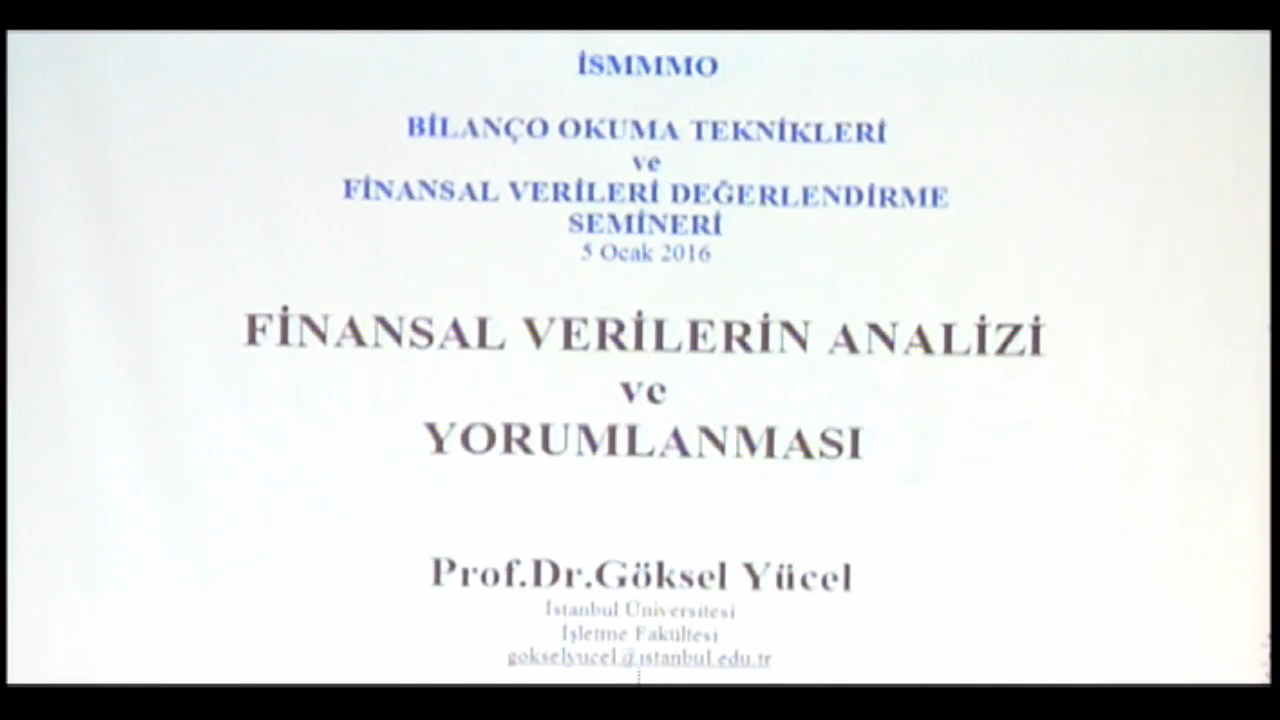 İSMMMO
BİLANÇO OKUMA TEKNİKLERİ
ve
FİNANSAL VERİLERİ DEĞERLENDİRME
SEMİNERİ
5 Ocak 2016
FİNANSAL VERİLERİN ANALİZİ
ve
YORUMLANMASI
Prof.Dr.Göksel Yücel
İstanbul Üniversitesi
İşletme Fakültesi
gokselyucel@istanbul.edu.tr